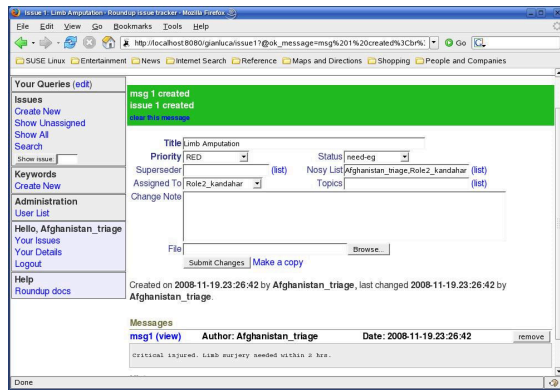 Issue 1: Limb Amputation - Roundup issue tracker - Mozilla Firefox
File Edit View Go Bookmarks Tools Help
http://localhost:8080/gianluca/issue1?@ok_message=msg%201%20created%3Cbr% Go
SUSE Linux Entertainment News Internet Search Reference Maps and Directions Shopping People and Companies
Your Queries (edit)
Issues
Create New
Show Unassigned
Show All
Search
Show issue:
Keywords
Create New
Administration
User List
Hello, Afghanistan_triage
Your Issues
Your Details
Logout
Help
Roundup docs
msg 1 created
issue 1 created
clear this message
Title Limb Amputation
Priority RED Status need-eg
Superseder (list) Nosy List Afghanistan_triage,Role2_kandahar (list)
Assigned To Role2_kandahar Topics (list)
Change Note
File Browse...
Submit Changes Make a copy
Created on 2008-11-19.23:26:42 by Afghanistan_triage, last changed 2008-11-19.23:26:42 by
Afghanistan_triage.
Messages
msg1 (view) Author: Afghanistan_triage Date: 2008-11-19.23:26:42 remove
Critical injured. Limb surjery needed within 2 hrs.
Done